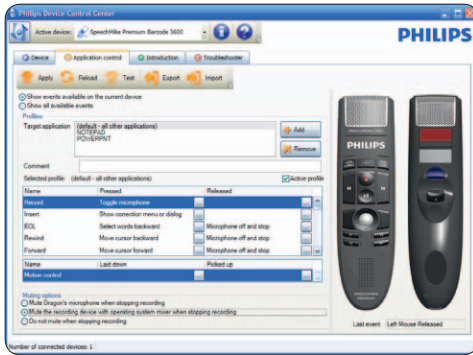 Philips Device Control Center
Active device: SpeechMike Premium Barcode 3600
PHILIPS
Device Application control Introduction Troubleshooter
Apply Reload Test Export Import
Show events available on the current device
Show all available events
Profiles
Target application (default - all other applications)
NOTEPAD
POWERPNT
Add
Remove
Comment
Selected profile: (default - all other applications) Active profile
Name Pressed Released
Record Toggle microphone
Insert Show correction menu or dialog
EOL Select words backward Microphone off and stop
Rewind Move cursor backward Microphone off and stop
Forward Move cursor forward Microphone off and stop
Name Laid down Picked up
Motion control
Muting options
Mute Dragon's microphone when stopping recording
Mute the recording device with operating system mixer when stopping recording
Do not mute when stopping recording
PHILIPS
Last event Left Mouse Released
Number of connected devices: 1